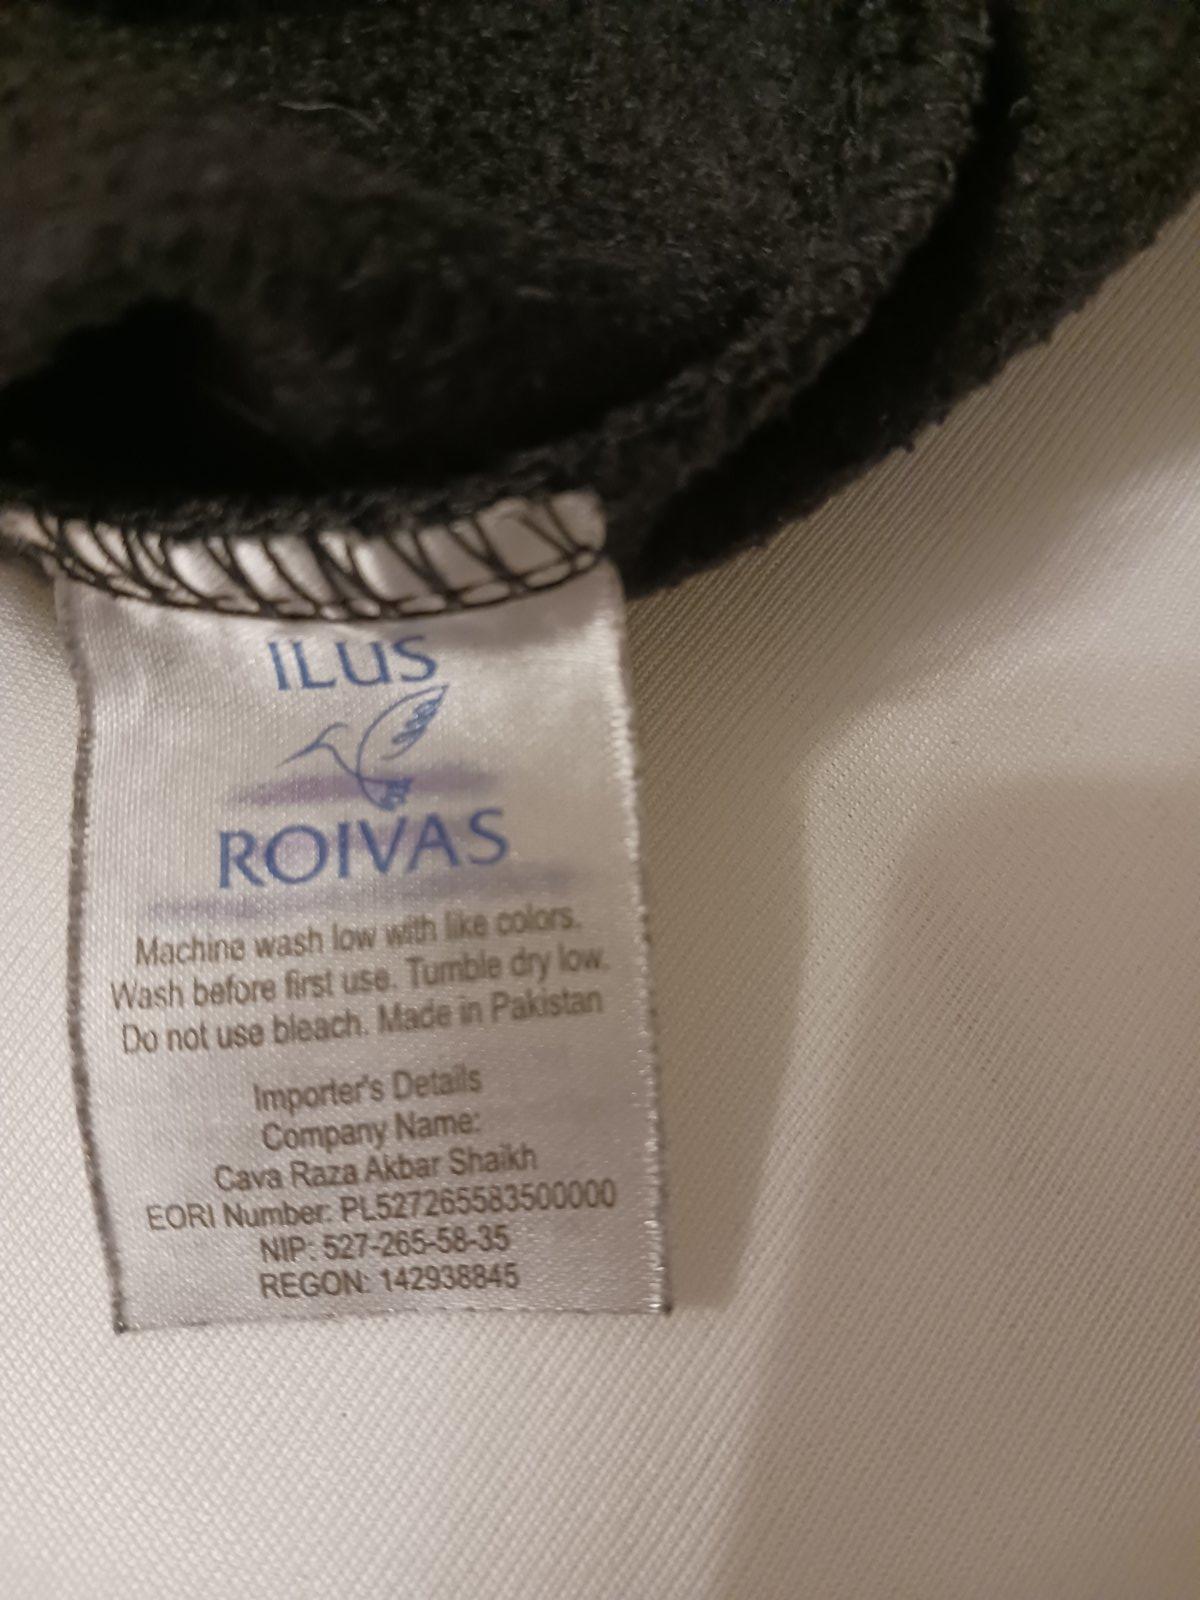 ILUS
ROIVAS
Machine wash low with like colors.
Wash before first use. Tumble dry low.
Do not use bleach. Made in Pakistan
Importer's Details
Company Name:
Cava Raza Akbar Shaikh
EORI Number: PL527265583500000
NIP: 527-265-58-35
REGON: 142938845